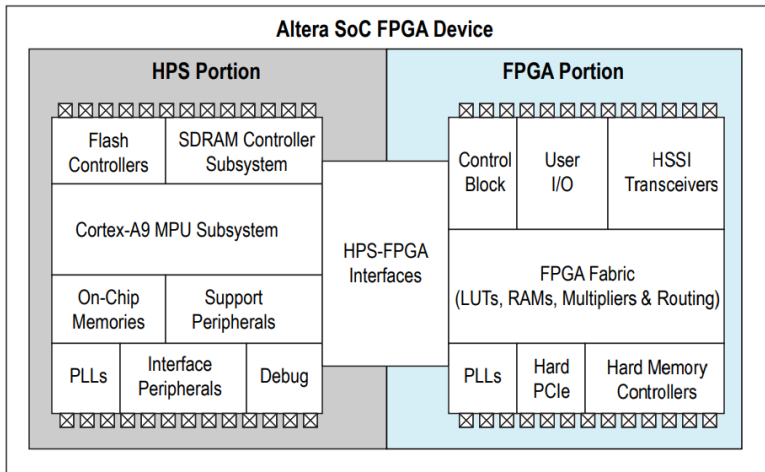 Altera SoC FPGA Device
HPS Portion
Flash
Controllers
SDRAM Controller
Subsystem
Cortex-A9 MPU Subsystem
On-Chip
Memories
Support
Peripherals
PLLs
Interface
Peripherals
Debug
HPS-FPGA
Interfaces
FPGA Portion
Control
Block
User
I/O
HSSI
Transceivers
FPGA Fabric
(LUTs, RAMs, Multipliers & Routing)
PLLs
Hard
PCIe
Hard Memory
Controllers